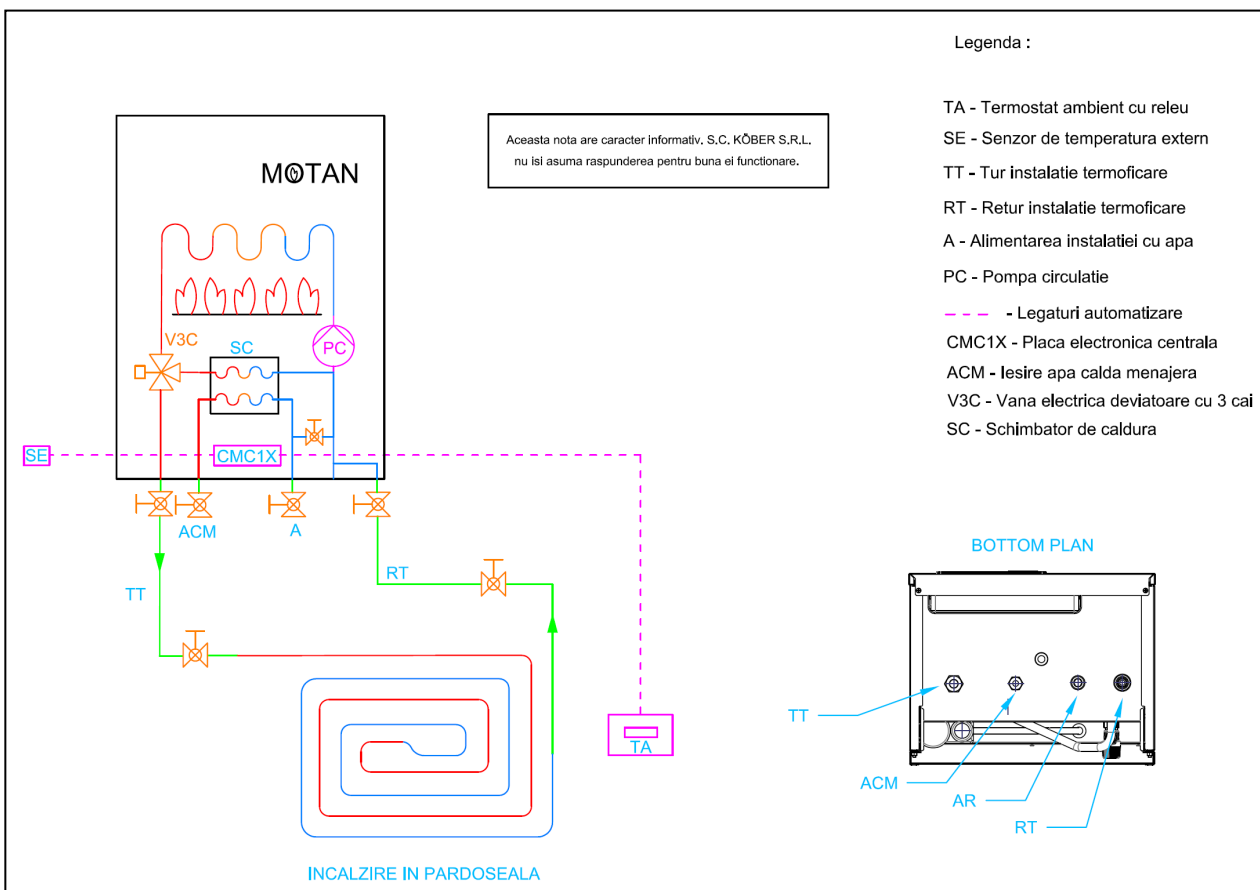 Legenda :
TA - Termostat ambient cu releu
SE - Senzor de temperatura extern
TT - Tur instalatie termoficare
RT - Retur instalatie termoficare
A - Alimentarea instalatiei cu apa
PC - Pompa circulatie
- Legaturi automatizare
CMC1X - Placa electronica centrala
ACM - Iesire apa calda menajera
V3C - Vana electrica deviatoare cu 3 cai
SC - Schimbator de caldura
Aceasta nota are caracter informativ. S.C. KÖBER S.R.L.
nu isi asuma raspunderea pentru buna ei functionare.
MOTAN
V3C
SC
PC
SE
CMC1X
ACM
A
TT
RT
TA
INCALZIRE IN PARDOSEALA
BOTTOM PLAN
TT
ACM
AR
RT